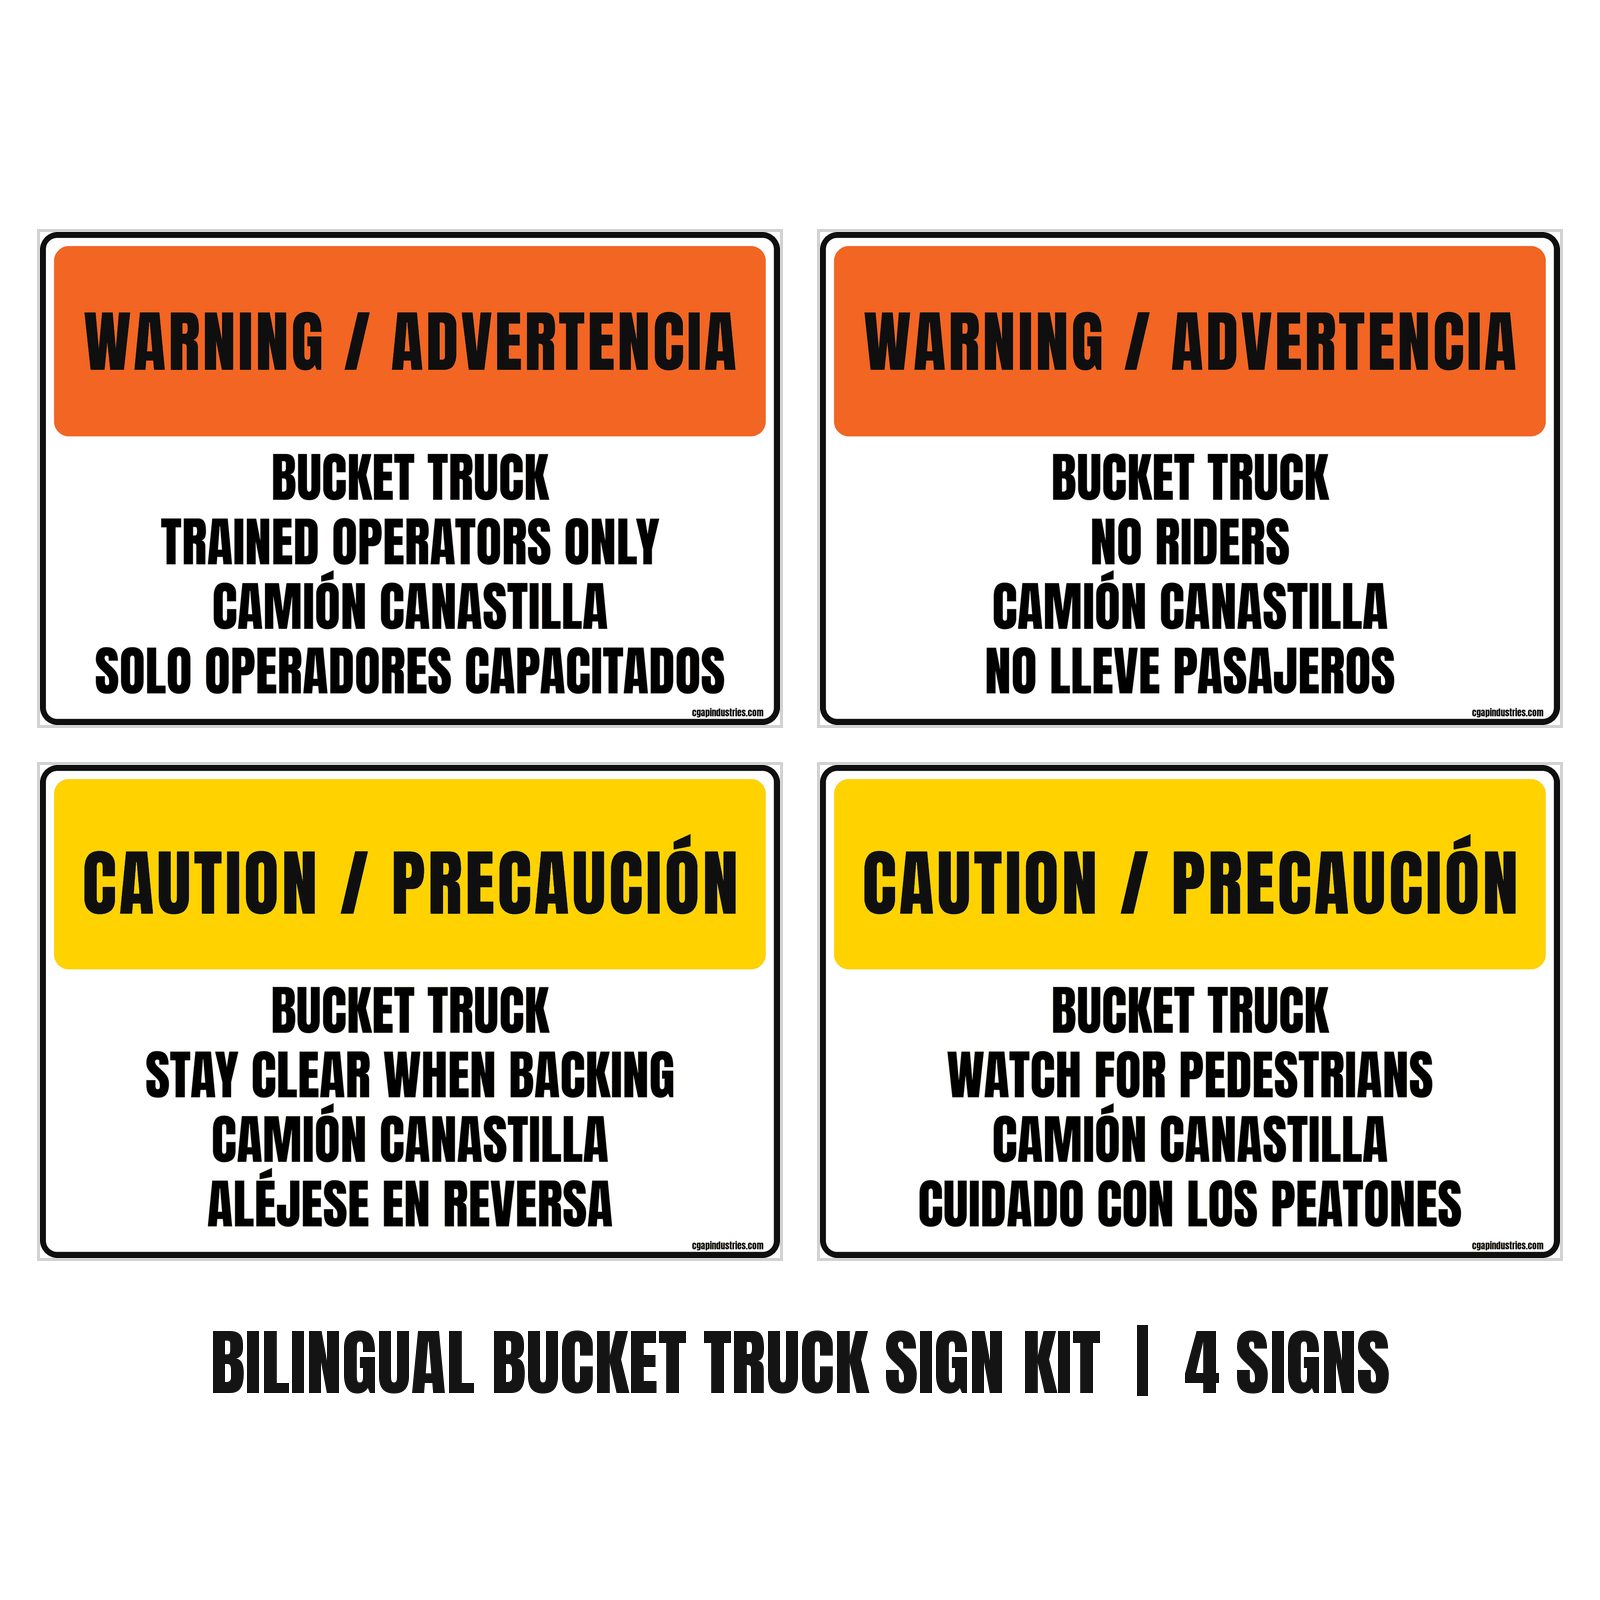 WARNING / ADVERTENCIA
BUCKET TRUCK
TRAINED OPERATORS ONLY
CAMIÓN CANASTILLA
SOLO OPERADORES CAPACITADOS
cgapindustries.com
WARNING / ADVERTENCIA
BUCKET TRUCK
NO RIDERS
CAMIÓN CANASTILLA
NO LLEVE PASAJEROS
cgapindustries.com
CAUTION / PRECAUCIÓN
BUCKET TRUCK
STAY CLEAR WHEN BACKING
CAMIÓN CANASTILLA
ALÉJESE EN REVERSA
cgapindustries.com
CAUTION / PRECAUCIÓN
BUCKET TRUCK
WATCH FOR PEDESTRIANS
CAMIÓN CANASTILLA
CUIDADO CON LOS PEATONES
cgapindustries.com
BILINGUAL BUCKET TRUCK SIGN KIT | 4 SIGNS